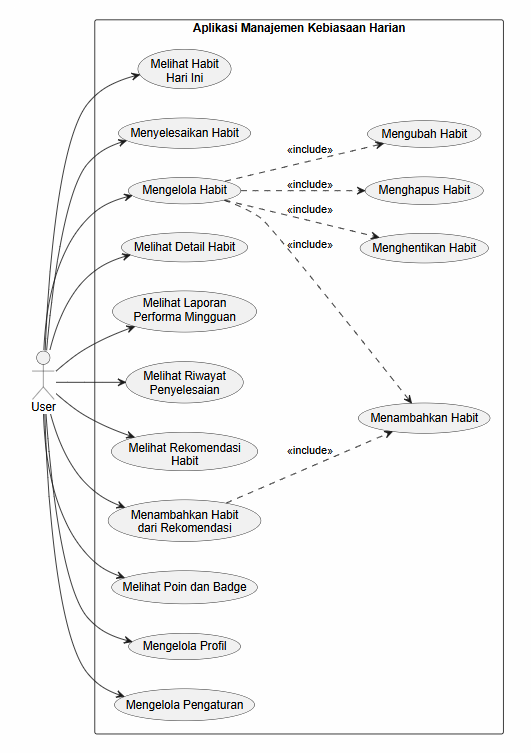 Aplikasi Manajemen Kebiasaan Harian
Melihat Habit
Hari Ini
Menyelesaikan Habit
«include»
Mengubah Habit
Mengelola Habit
«include»
Menghapus Habit
«include»
Melihat Detail Habit
«include»
Menghentikan Habit
Melihat Laporan
Performa Mingguan
Melihat Riwayat
Penyelesaian
User
Menambahkan Habit
Melihat Rekomendasi
Habit
«include»
Menambahkan Habit
dari Rekomendasi
Melihat Poin dan Badge
Mengelola Profil
Mengelola Pengaturan